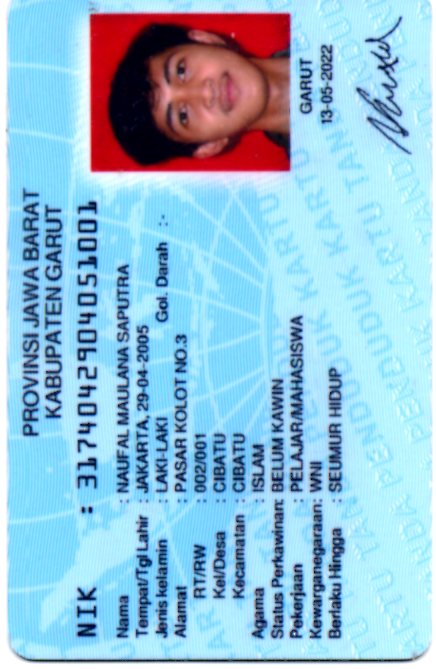 PROVINSI JAWA BARAT
KABUPATEN GARUT
NIK : 3174042904051001
Nama : NAUFAL MAULANA SAPUTRA
Tempat/Tgl Lahir : JAKARTA, 29-04-2005
Jenis kelamin : LAKI-LAKI Gol. Darah :-
Alamat : PASAR KOLOT NO.3
RT/RW : 002/001
Kel/Desa : CIBATU
Kecamatan : CIBATU
Agama : ISLAM
Status Perkawinan: BELUM KAWIN
Pekerjaan : PELAJAR/MAHASISWA
Kewarganegaraan: WNI
Berlaku Hingga : SEUMUR HIDUP
GARUT
13-05-2022